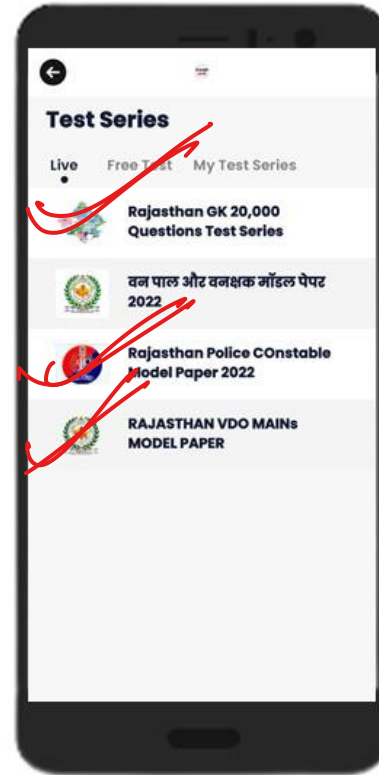 Test Series
Live Free Test My Test Series
Rajasthan GK 20,000
Questions Test Series
वन पाल और वनक्षक मॉडल पेपर
2022
Rajasthan Police COnstable
Model Paper 2022
RAJASTHAN VDO MAINs
MODEL PAPER